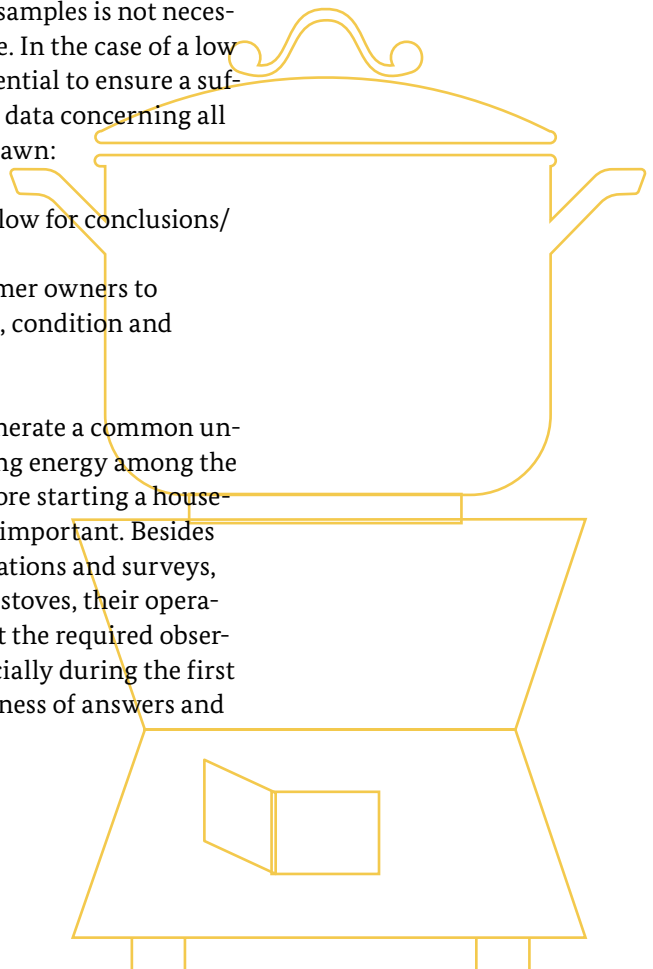 samples is not neces-
e. In the case of a low
ential to ensure a suf-
data concerning all
awn:
low for conclusions/
mer owners to
, condition and
nerate a common un-
ng energy among the
ore starting a house-
important. Besides
ations and surveys,
stoves, their opera-
t the required obser-
cially during the first
ness of answers and